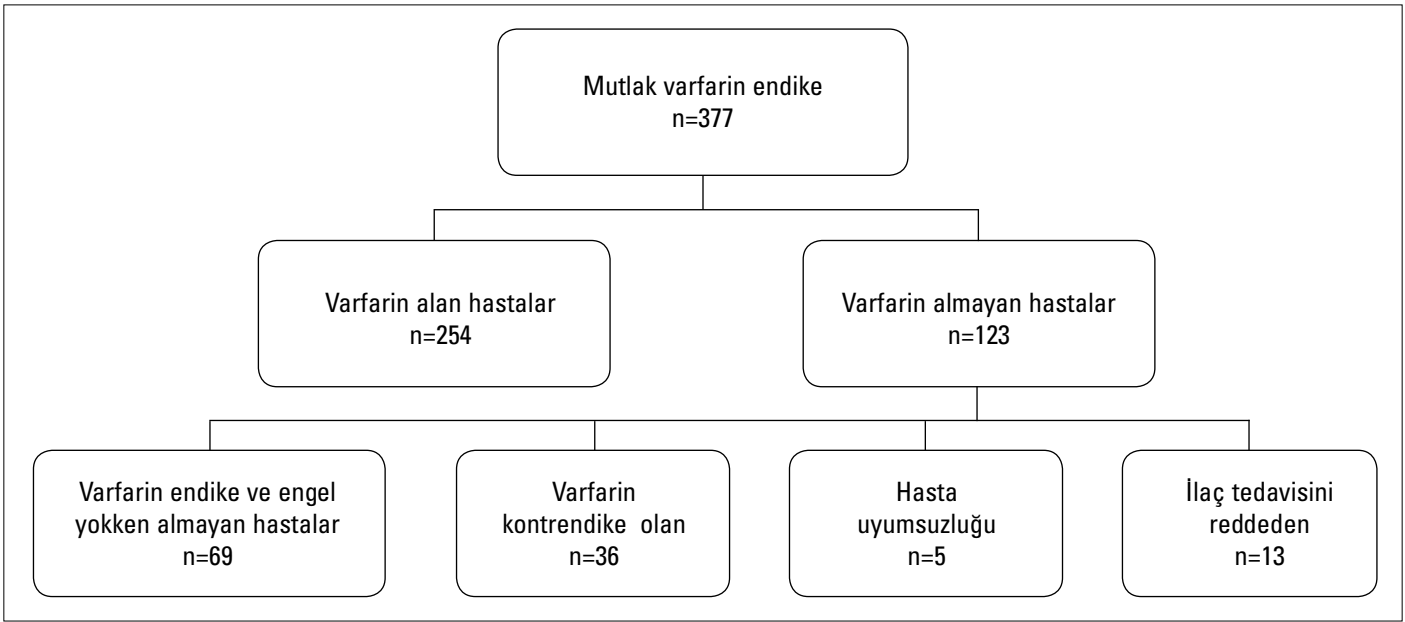 Mutlak varfarin endike
n=377
Varfarin alan hastalar
n=254
Varfarin almayan hastalar
n=123
Varfarin endike ve engel
yokken almayan hastalar
n=69
Varfarin
kontrendike olan
n=36
Hasta
uyumsuzluğu
n=5
İlaç tedavisini
reddeden
n=13